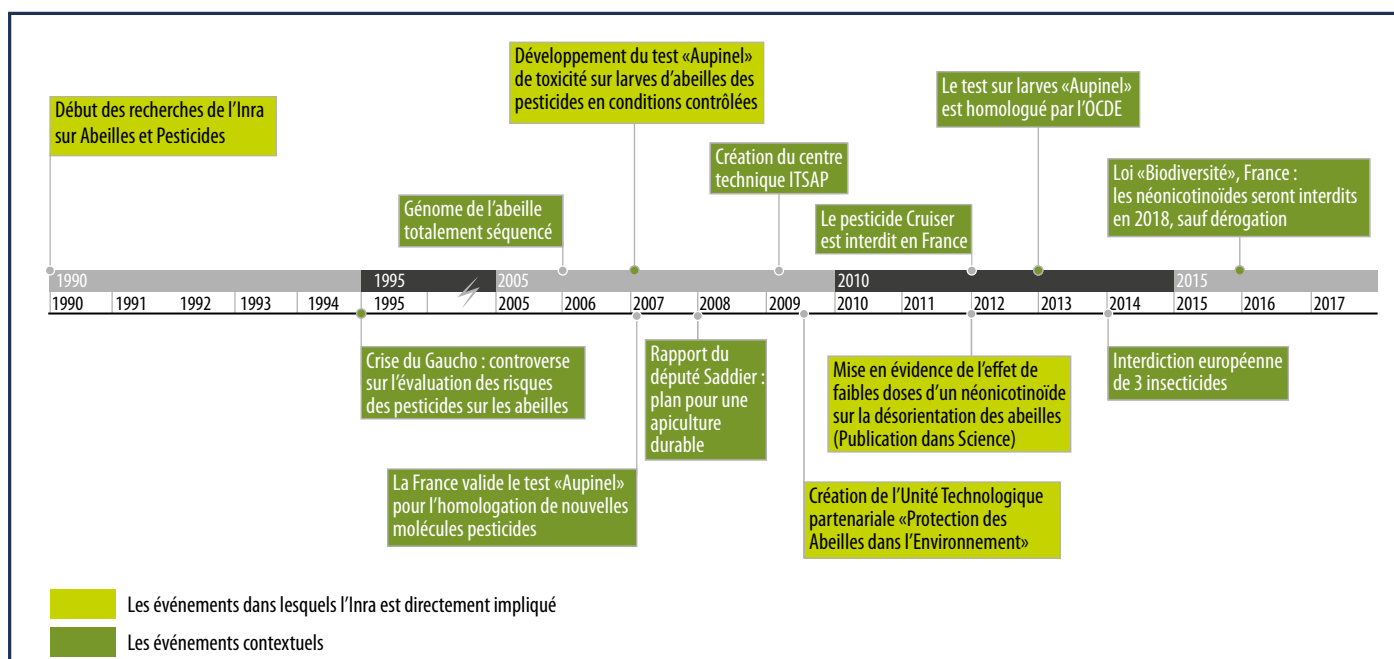 Développement du test «Aupinel»
de toxicité sur larves d’abeilles des
pesticides en conditions contrôlées
Le test sur larves «Aupinel»
est homologué par l’OCDE
Début des recherches de l’Inra
sur Abeilles et Pesticides
Création du centre
technique ITSAP
Loi «Biodiversité», France :
les néonicotinoïdes seront interdits
en 2018, sauf dérogation
Génome de l’abeille
totalement séquencé
Le pesticide Cruiser
est interdit en France
1990 1995 2005 2010 2015
1990 1991 1992 1993 1994 1995 2005 2006 2007 2008 2009 2010 2011 2012 2013 2014 2015 2016 2017
Crise du Gaucho : controverse
sur l’évaluation des risques
des pesticides sur les abeilles
Rapport du
député Saddier :
plan pour une
apiculture
durable
Mise en évidence de l’effet de
faibles doses d’un néonicotinoïde
sur la désorientation des abeilles
(Publication dans Science)
Interdiction européenne
de 3 insecticides
La France valide le test «Aupinel»
pour l’homologation de nouvelles
molécules pesticides
Création de l’Unité Technologique
partenariale «Protection des
Abeilles dans l’Environnement»
Les événements dans lesquels l’Inra est directement impliqué
Les événements contextuels